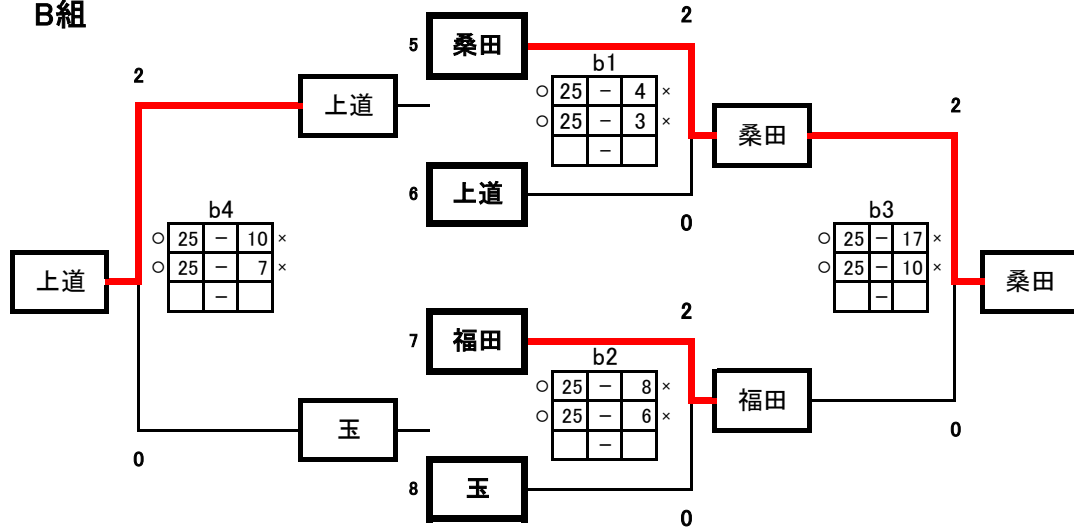 B組
2
5 桑田
b1
○ 25 － 4 ×
○ 25 － 3 ×
－
2
上道
桑田
2
6 上道
0
b4
○ 25 － 10 ×
○ 25 － 7 ×
－
上道
b3
○ 25 － 17 ×
○ 25 － 10 ×
－
桑田
2
7 福田
b2
○ 25 － 8 ×
○ 25 － 6 ×
－
福田
玉
0
0
8 玉
0